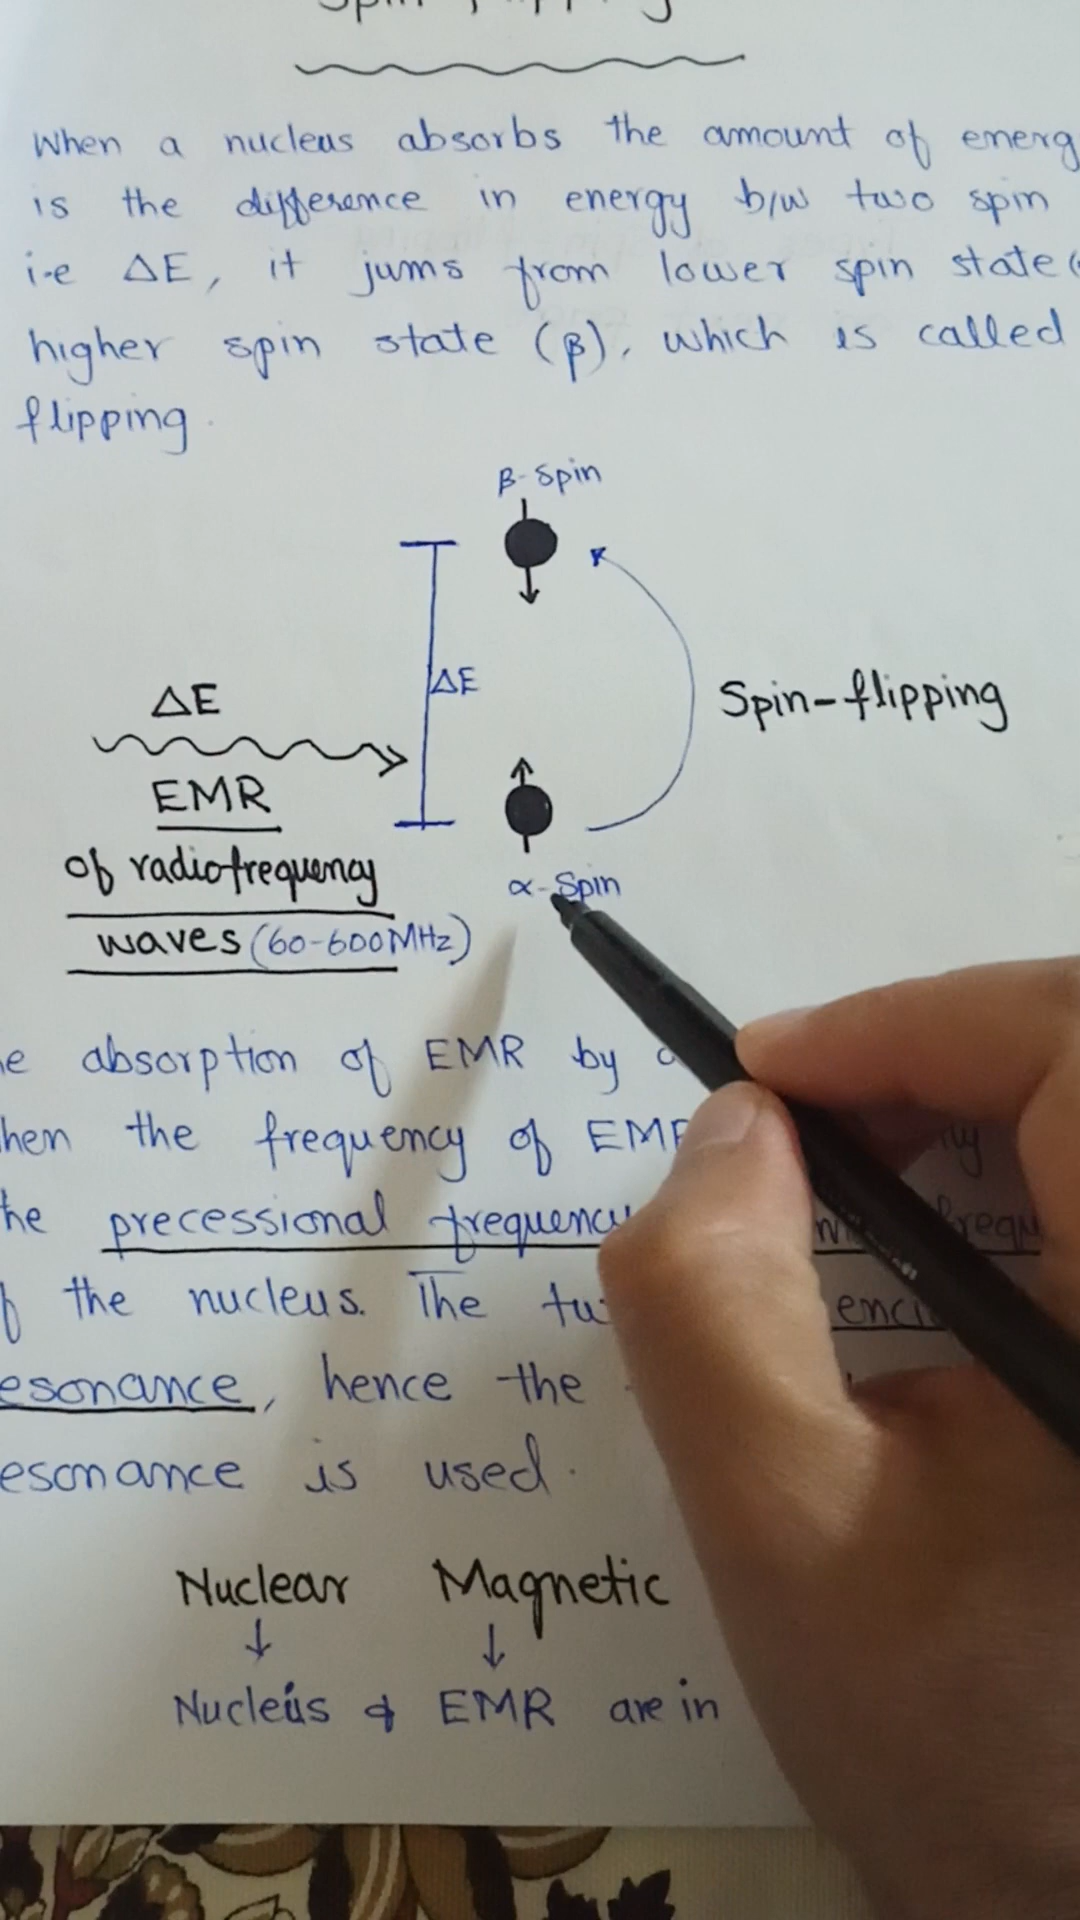 When a nucleus absorbs the amount of energ
is the difference in energy b/w two spin
i-e ΔE, it jums from lower spin state (
higher spin state (β), which is called
flipping.
β-spin
ΔE
ΔE
EMR
of radiofrequency
waves (60-600MHz)
Spin-flipping
α-Spin
e absorption of EMR by
hen the frequency of EMR
he precessional frequency
the nucleus. The
esonance, hence the
esonance is used.
Nuclear Magnetic
↓ ↓
Nucleus & EMR are in